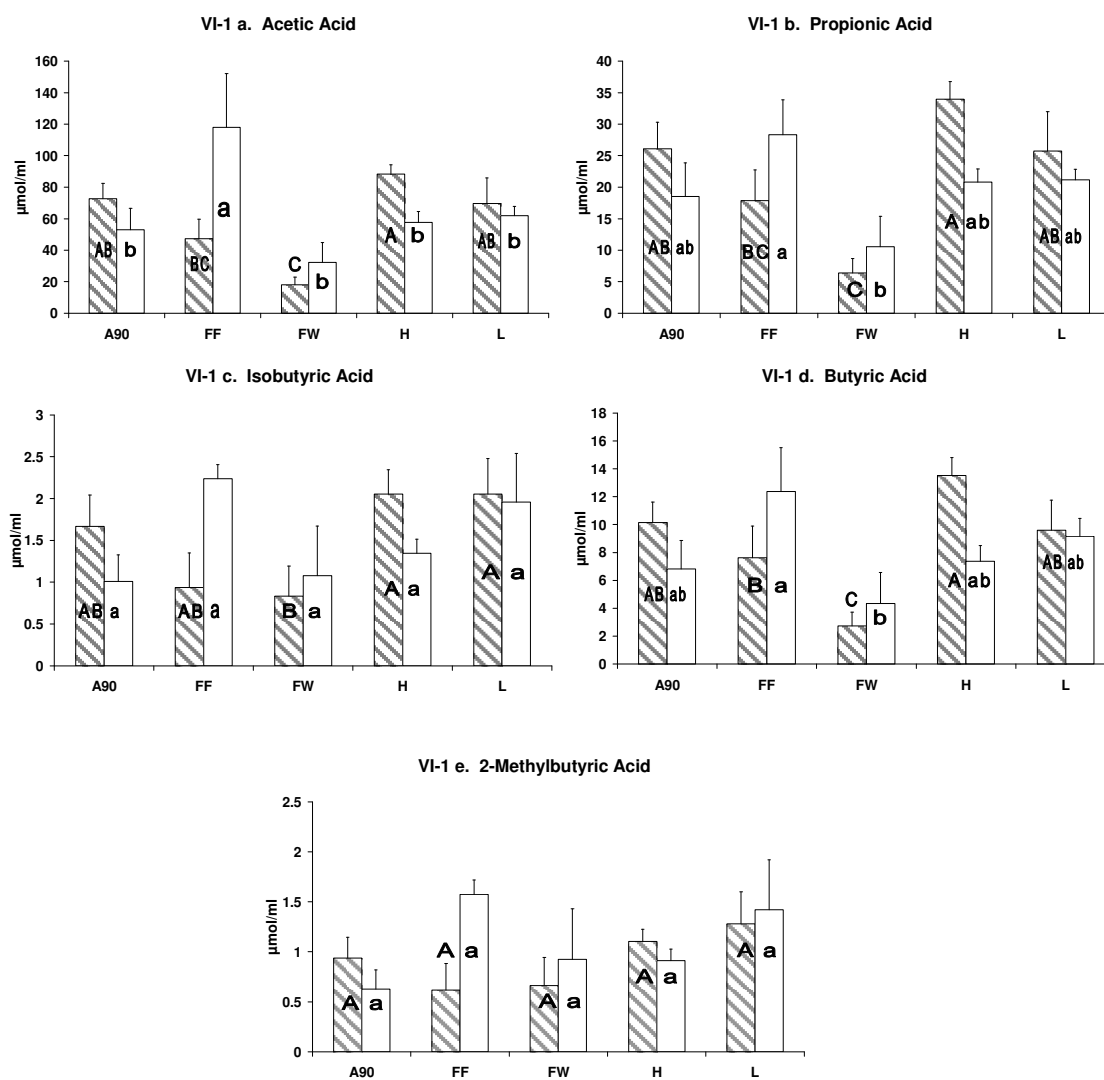 VI-1 a. Acetic Acid
160
140
120
100
80
60
40
20
0
µmol/ml
AB b
BC a
C b
A b
AB b
A90 FF FW H L
VI-1 b. Propionic Acid
40
35
30
25
20
15
10
5
0
µmol/ml
AB ab
BC a
C b
A ab
AB ab
A90 FF FW H L
VI-1 c. Isobutyric Acid
3
2.5
2
1.5
1
0.5
0
µmol/ml
AB a
AB a
B a
A a
A a
A90 FF FW H L
VI-1 d. Butyric Acid
18
16
14
12
10
8
6
4
2
0
µmol/ml
AB ab
B a
C b
A ab
AB ab
A90 FF FW H L
VI-1 e. 2-Methylbutyric Acid
2.5
2
1.5
1
0.5
0
µmol/ml
A a
A a
A a
A a
A a
A90 FF FW H L